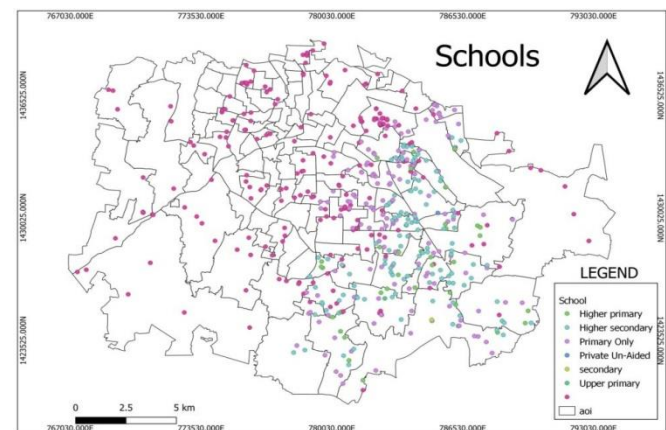 767030.000E 773530.000E 780030.000E 786530.000E 793030.000E
Schools
1436525.000N 1436525.000N
1430025.000N 1430025.000N
1423525.000N 1423525.000N
LEGEND
School
Higher primary
Higher secondary
Primary Only
Private Un-Aided
secondary
Upper primary
aoi
0 2.5 5 km
767030.000E 773530.000E 780030.000E 786530.000E 793030.000E